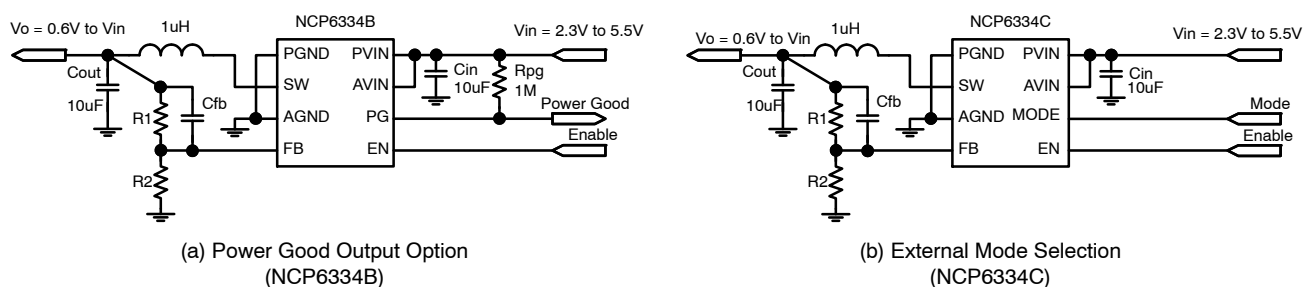 NCP6334B
Vo = 0.6V to Vin
1uH
Vin = 2.3V to 5.5V
PGND
PVIN
Cout
Cin
Rpg
SW
AVIN
10uF
10uF
1M
Cfb
Power Good
R1
AGND
PG
Enable
FB
EN
R2
(a) Power Good Output Option
(NCP6334B)
NCP6334C
Vo = 0.6V to Vin
1uH
Vin = 2.3V to 5.5V
PGND
PVIN
Cout
Cin
SW
AVIN
10uF
10uF
Cfb
Mode
R1
AGND
MODE
Enable
FB
EN
R2
(b) External Mode Selection
(NCP6334C)